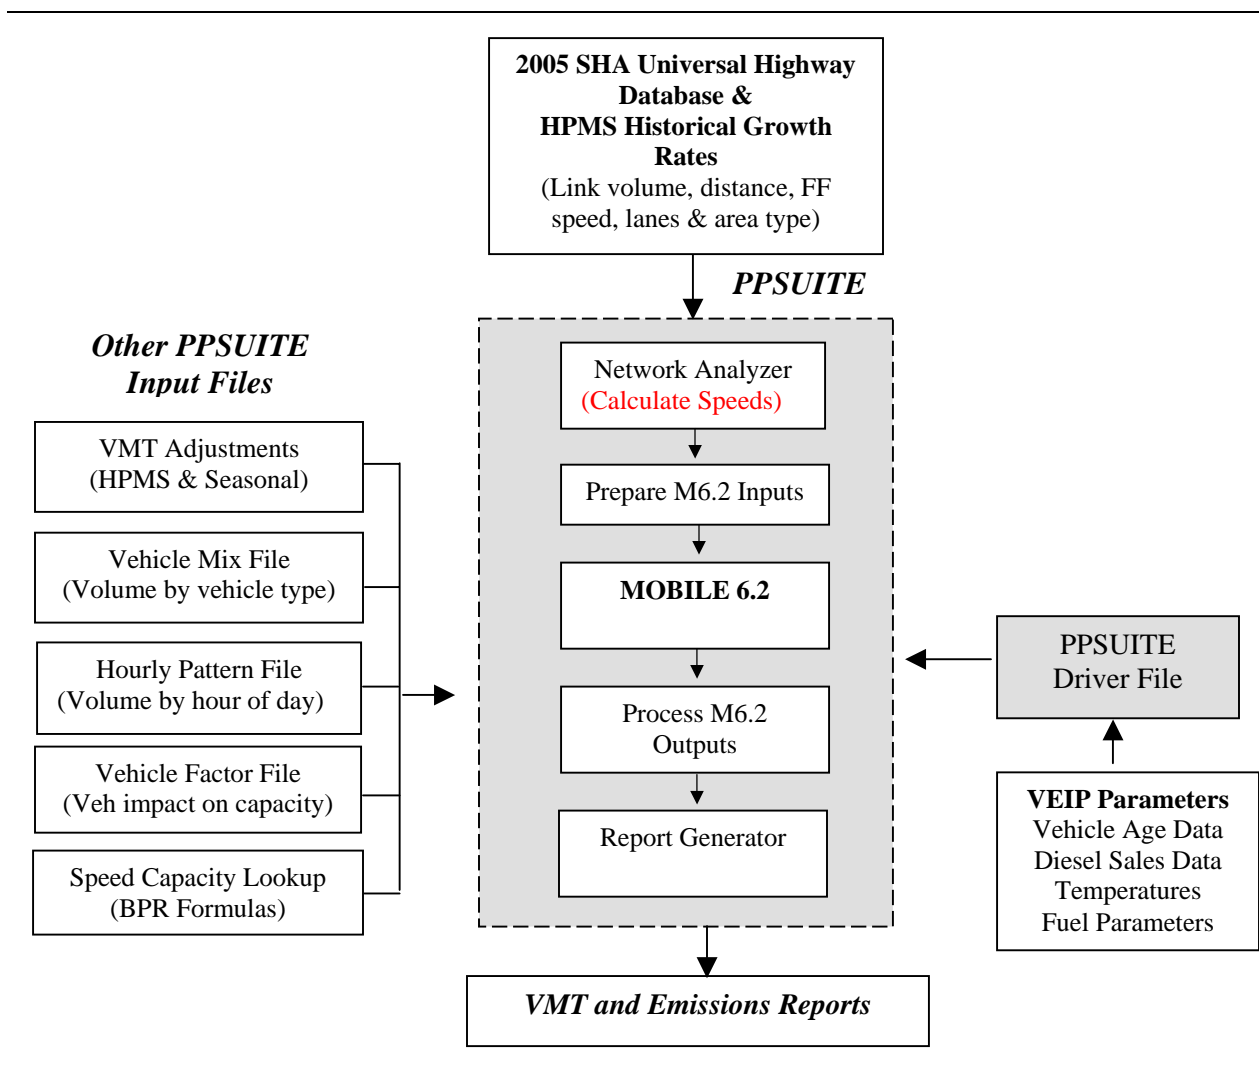 2005 SHA Universal Highway
Database &
HPMS Historical Growth
Rates
(Link volume, distance, FF
speed, lanes & area type)
PPSUITE
Other PPSUITE
Input Files
VMT Adjustments
(HPMS & Seasonal)
Vehicle Mix File
(Volume by vehicle type)
Hourly Pattern File
(Volume by hour of day)
Vehicle Factor File
(Veh impact on capacity)
Speed Capacity Lookup
(BPR Formulas)
Network Analyzer
(Calculate Speeds)
Prepare M6.2 Inputs
MOBILE 6.2
Process M6.2
Outputs
Report Generator
PPSUITE
Driver File
VEIP Parameters
Vehicle Age Data
Diesel Sales Data
Temperatures
Fuel Parameters
VMT and Emissions Reports